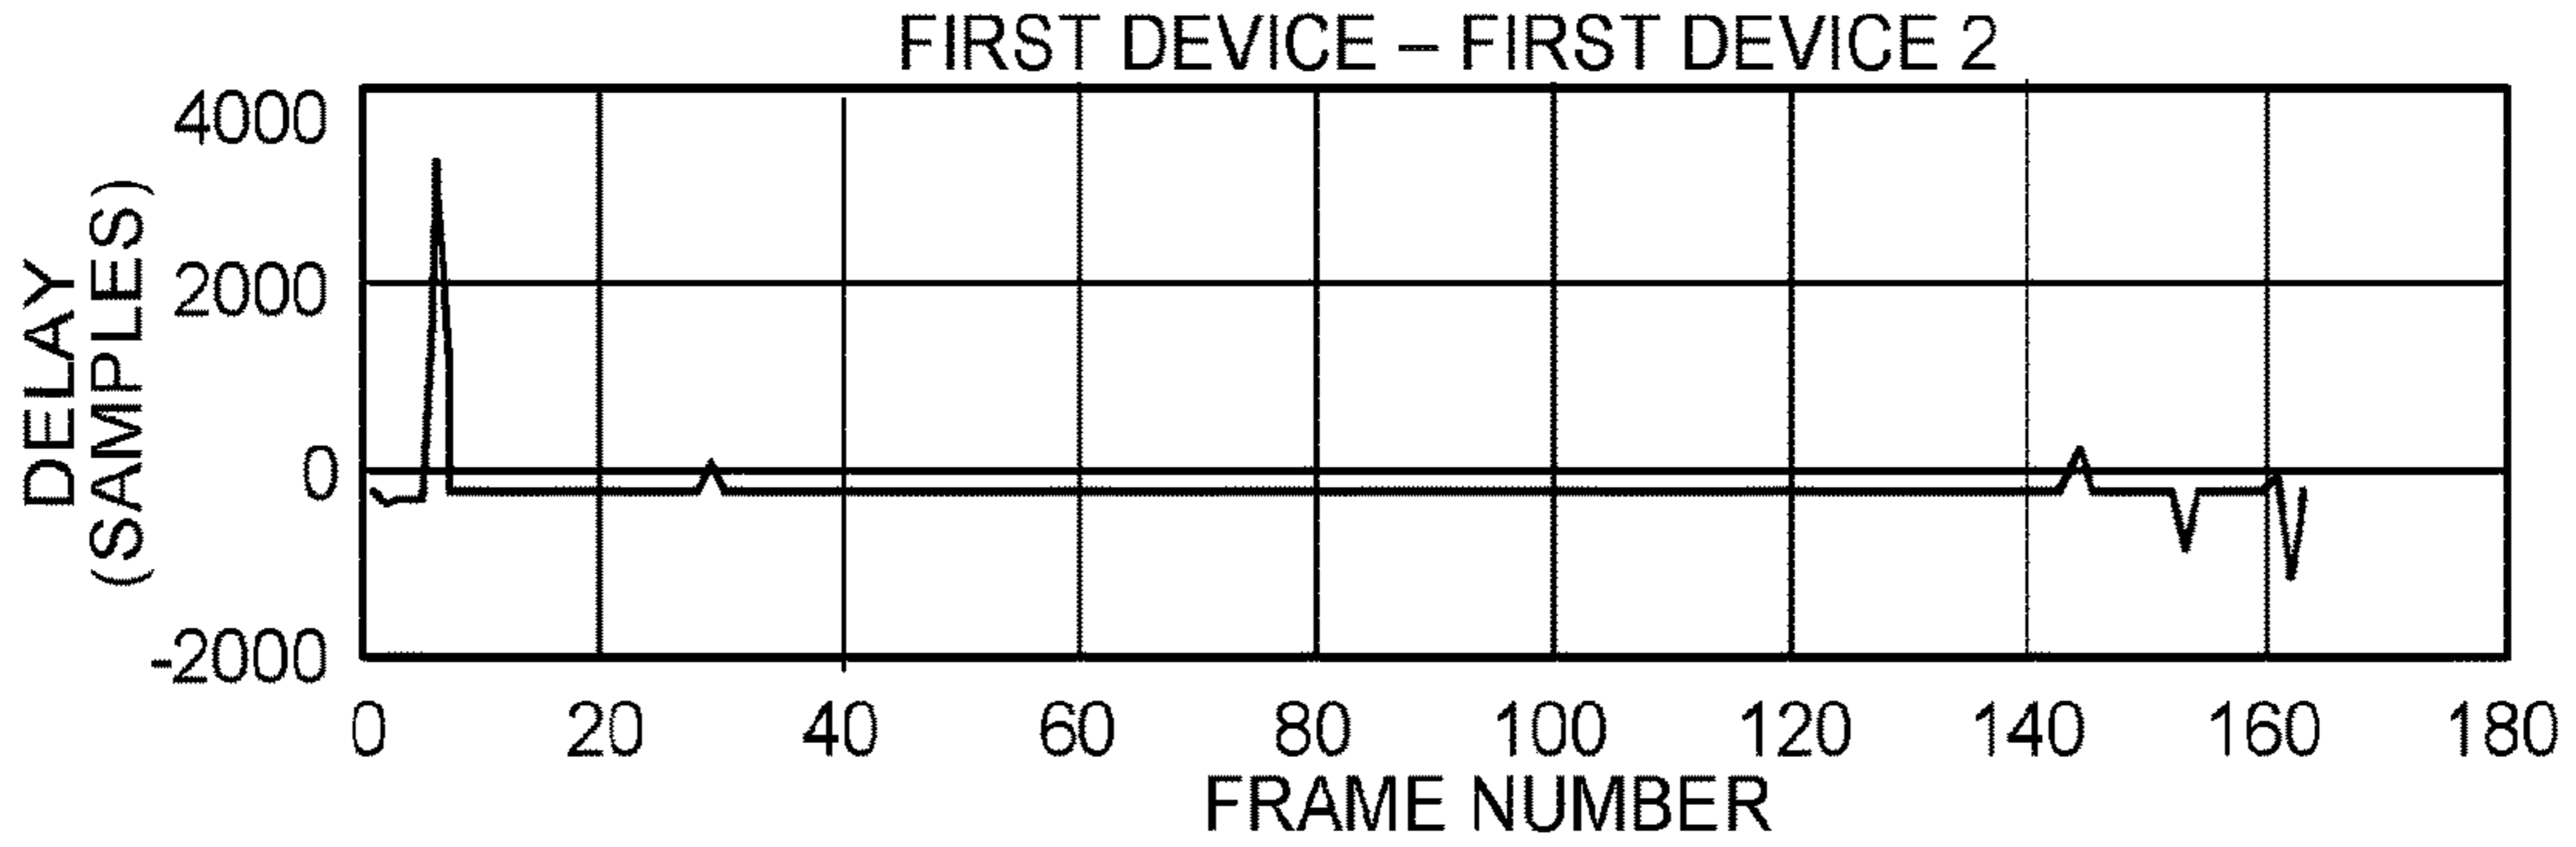 FIRST DEVICE – FIRST DEVICE 2
4000
2000
0
-2000
DELAY
(SAMPLES)
0 20 40 60 80 100 120 140 160 180
FRAME NUMBER